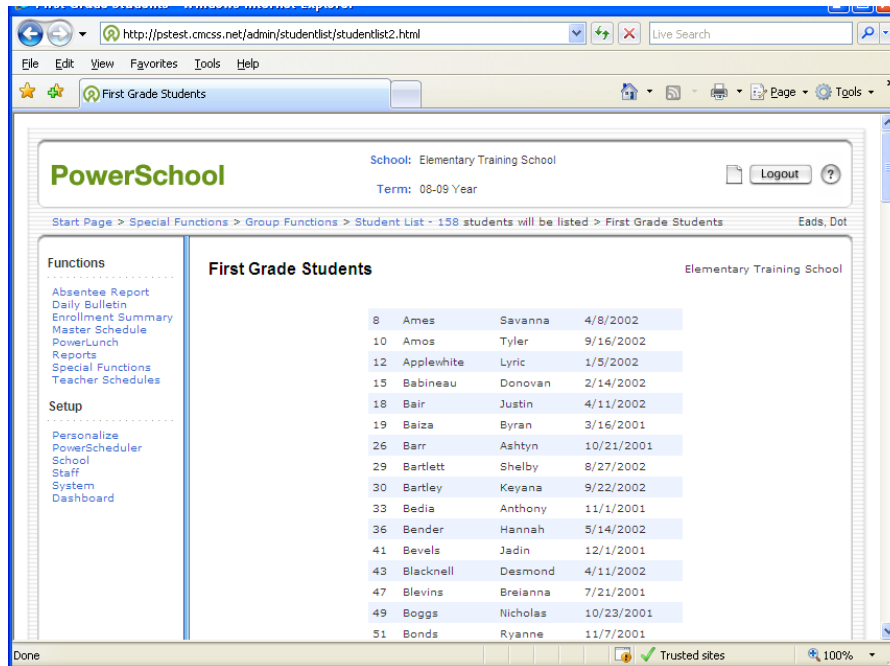 First Grade Students - Windows Internet Explorer
http://pstest.cmcss.net/admin/studentlist/studentlist2.html
Live Search
File Edit View Favorites Tools Help
First Grade Students
Page Tools
PowerSchool
School: Elementary Training School
Term: 08-09 Year
Logout ?
Start Page > Special Functions > Group Functions > Student List - 158 students will be listed > First Grade Students Eads, Dot
Functions
Absentee Report
Daily Bulletin
Enrollment Summary
Master Schedule
PowerLunch
Reports
Special Functions
Teacher Schedules
Setup
Personalize
PowerScheduler
School
Staff
System
Dashboard
First Grade Students Elementary Training School
8 Ames Savanna 4/8/2002
10 Amos Tyler 9/16/2002
12 Applewhite Lyric 1/5/2002
15 Babineau Donovan 2/14/2002
18 Bair Justin 4/11/2002
19 Baiza Byran 3/16/2001
26 Barr Ashtyn 10/21/2001
29 Bartlett Shelby 8/27/2002
30 Bartley Keyana 9/22/2002
33 Bedia Anthony 11/1/2001
36 Bender Hannah 5/14/2002
41 Bevels Jadin 12/1/2001
43 Blacknell Desmond 4/11/2002
47 Blevins Breianna 7/21/2001
49 Boggs Nicholas 10/23/2001
51 Bonds Ryanne 11/7/2001
Done Trusted sites 100%